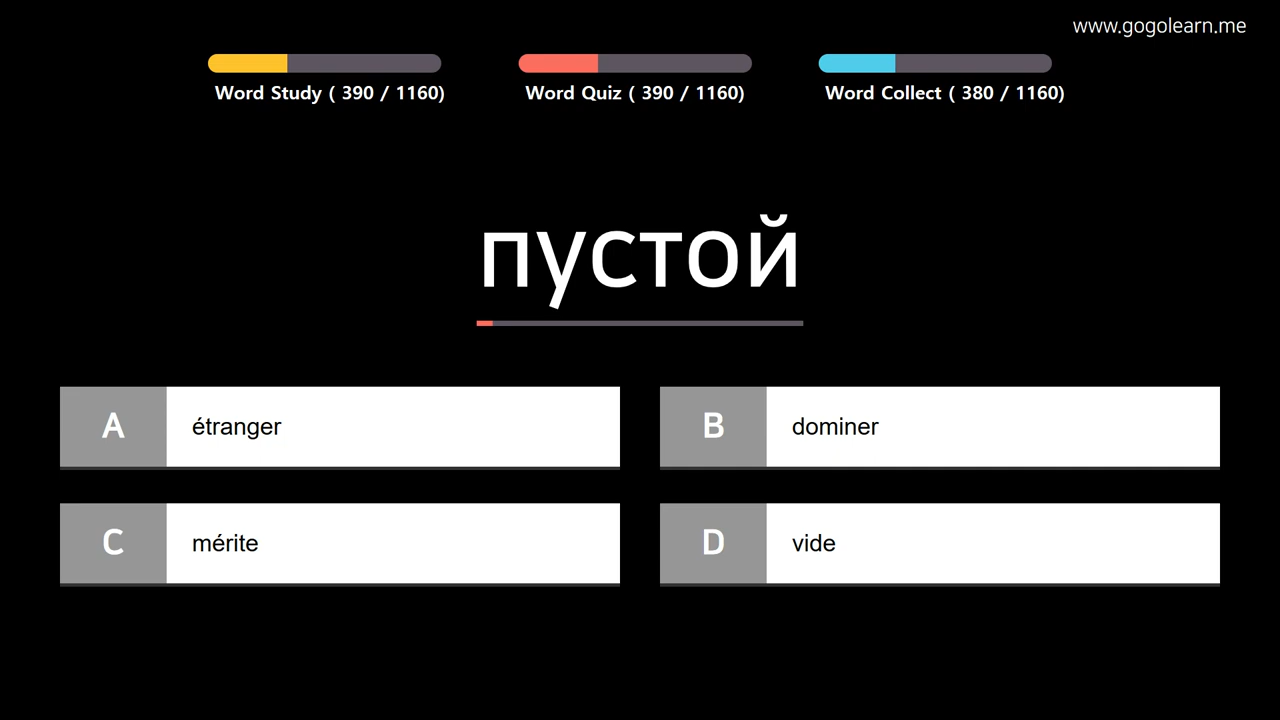 www.gogolearn.me
Word Study ( 390 / 1160)
Word Quiz ( 390 / 1160)
Word Collect ( 380 / 1160)
пустой
A étranger
B dominer
C mérite
D vide